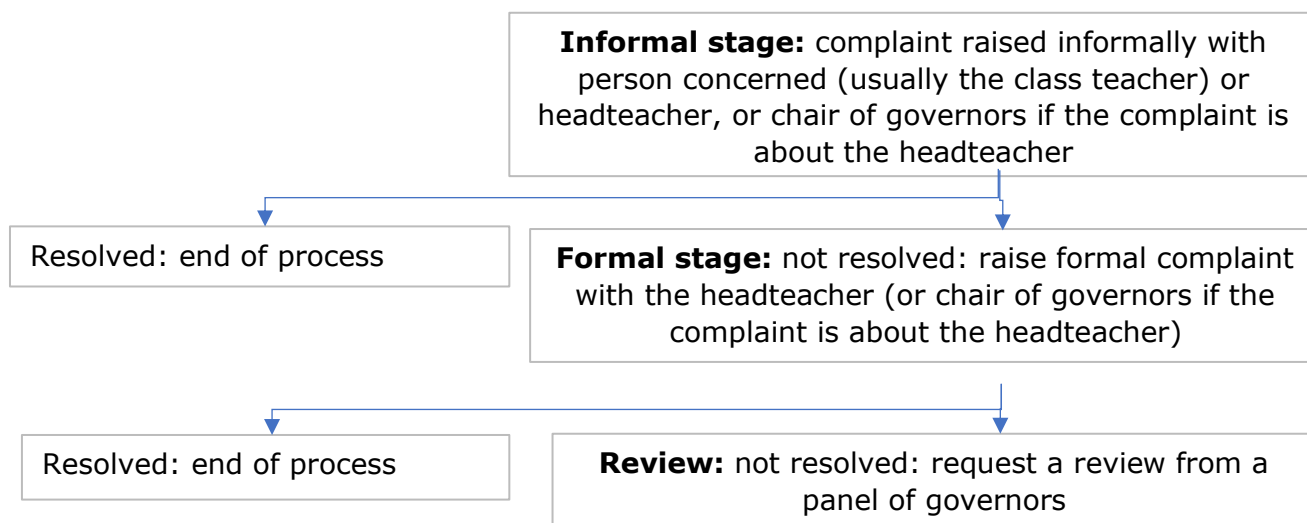 Informal stage: complaint raised informally with
person concerned (usually the class teacher) or
headteacher, or chair of governors if the complaint is
about the headteacher
Resolved: end of process
Formal stage: not resolved: raise formal complaint
with the headteacher (or chair of governors if the
complaint is about the headteacher)
Resolved: end of process
Review: not resolved: request a review from a
panel of governors